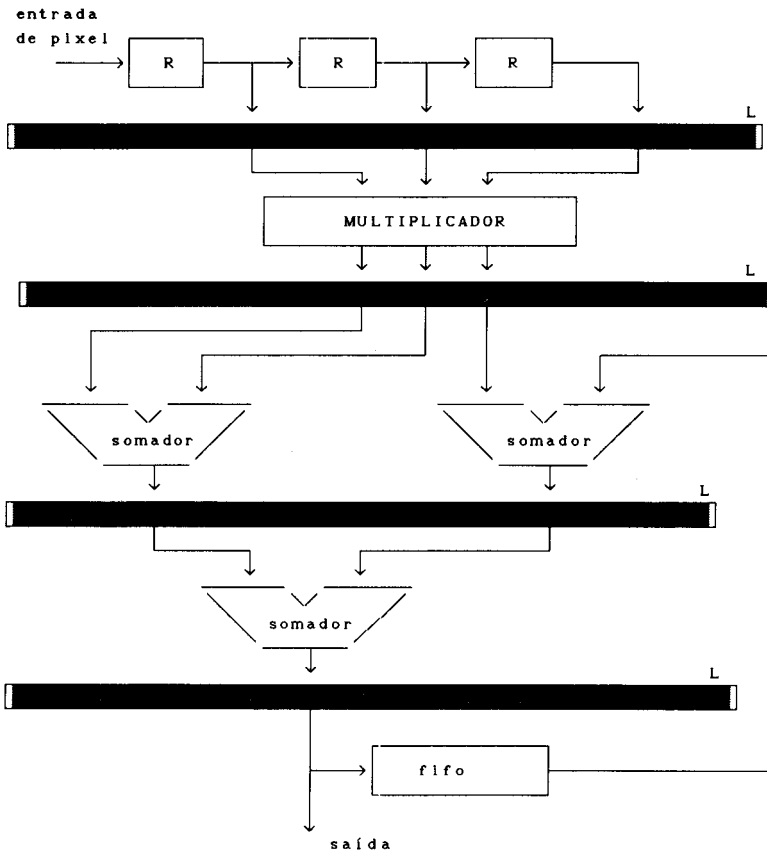 entrada
de pixel
R
R
R
L
MULTIPLICADOR
L
somador
somador
L
somador
L
fifo
saída